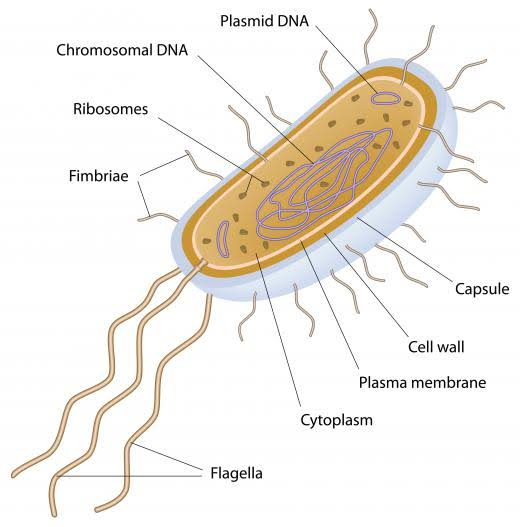 Plasmid DNA
Chromosomal DNA
Ribosomes
Fimbriae
Capsule
Cell wall
Plasma membrane
Cytoplasm
Flagella